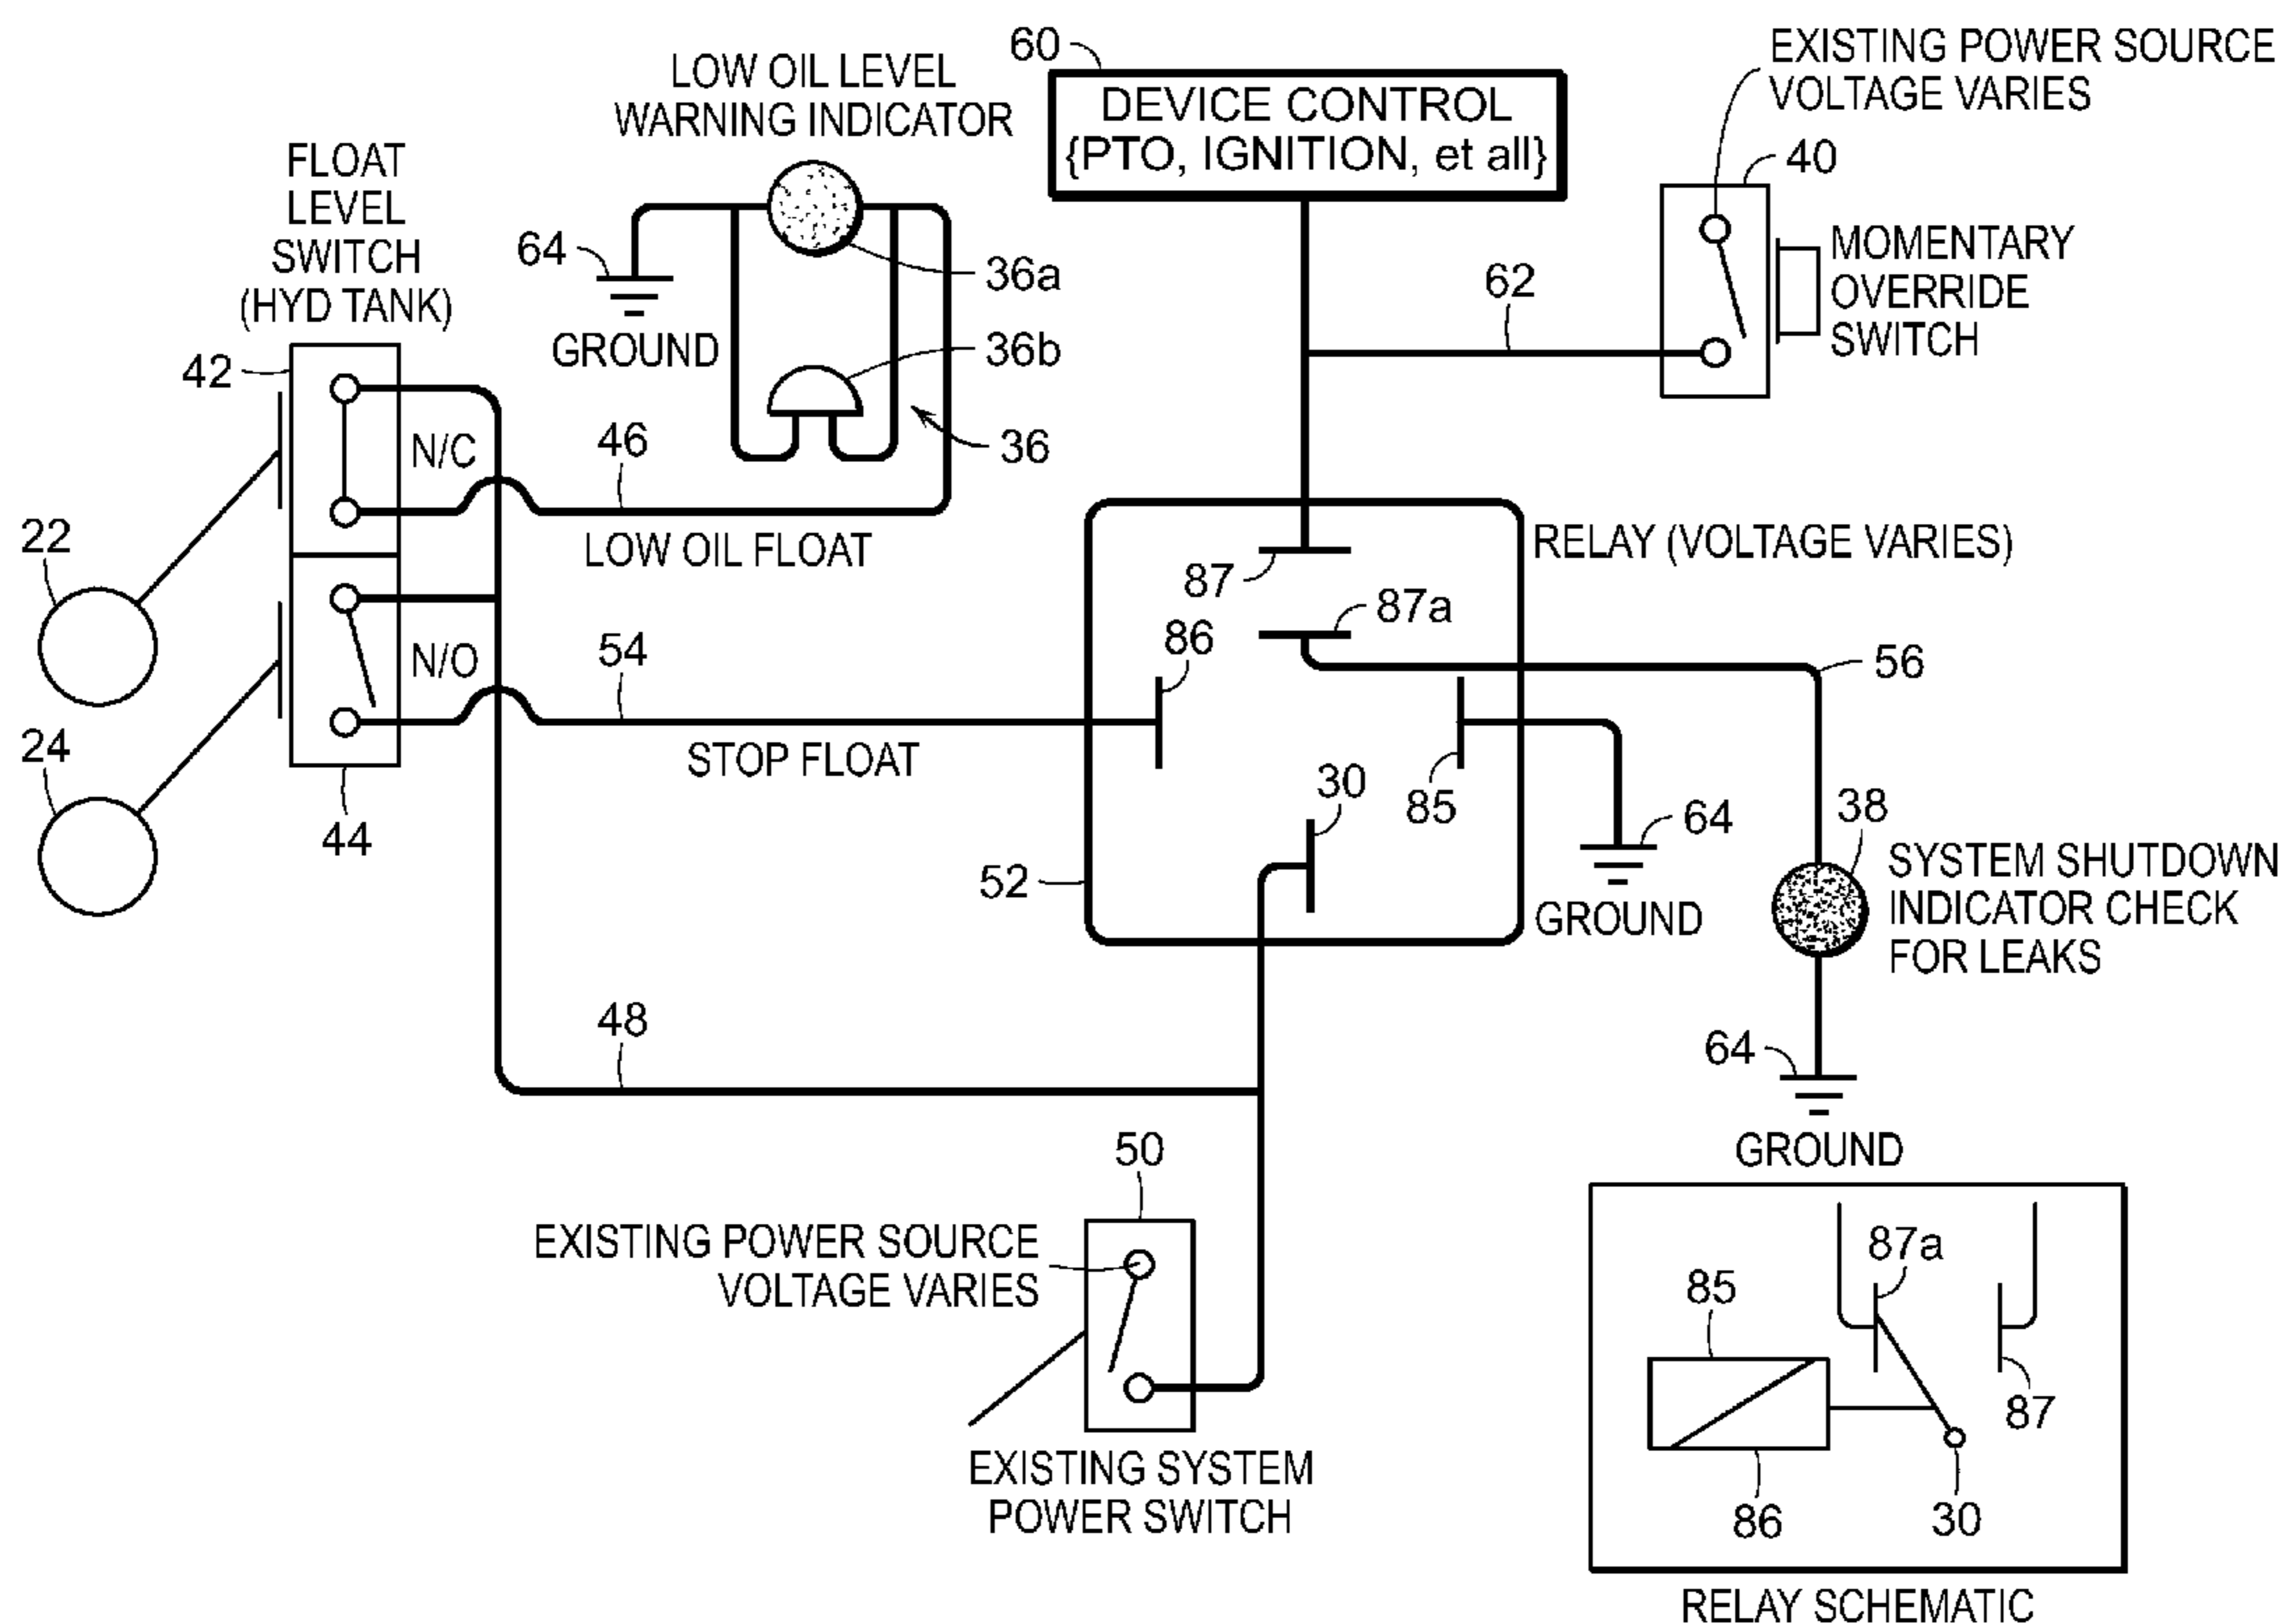 60
EXISTING POWER SOURCE
VOLTAGE VARIES
LOW OIL LEVEL
WARNING INDICATOR
DEVICE CONTROL
{PTO, IGNITION, et all}
40
FLOAT
LEVEL
SWITCH
(HYD TANK)
64
36a
GROUND
36b
36
62
MOMENTARY
OVERRIDE
SWITCH
42
N/C
46
LOW OIL FLOAT
22
RELAY (VOLTAGE VARIES)
87
87a
86
N/O
54
56
24
STOP FLOAT
44
30
85
52
64
GROUND
38
SYSTEM SHUTDOWN
INDICATOR CHECK
FOR LEAKS
48
64
GROUND
50
EXISTING POWER SOURCE
VOLTAGE VARIES
EXISTING SYSTEM
POWER SWITCH
87a
85
87
86
30
RELAY SCHEMATIC